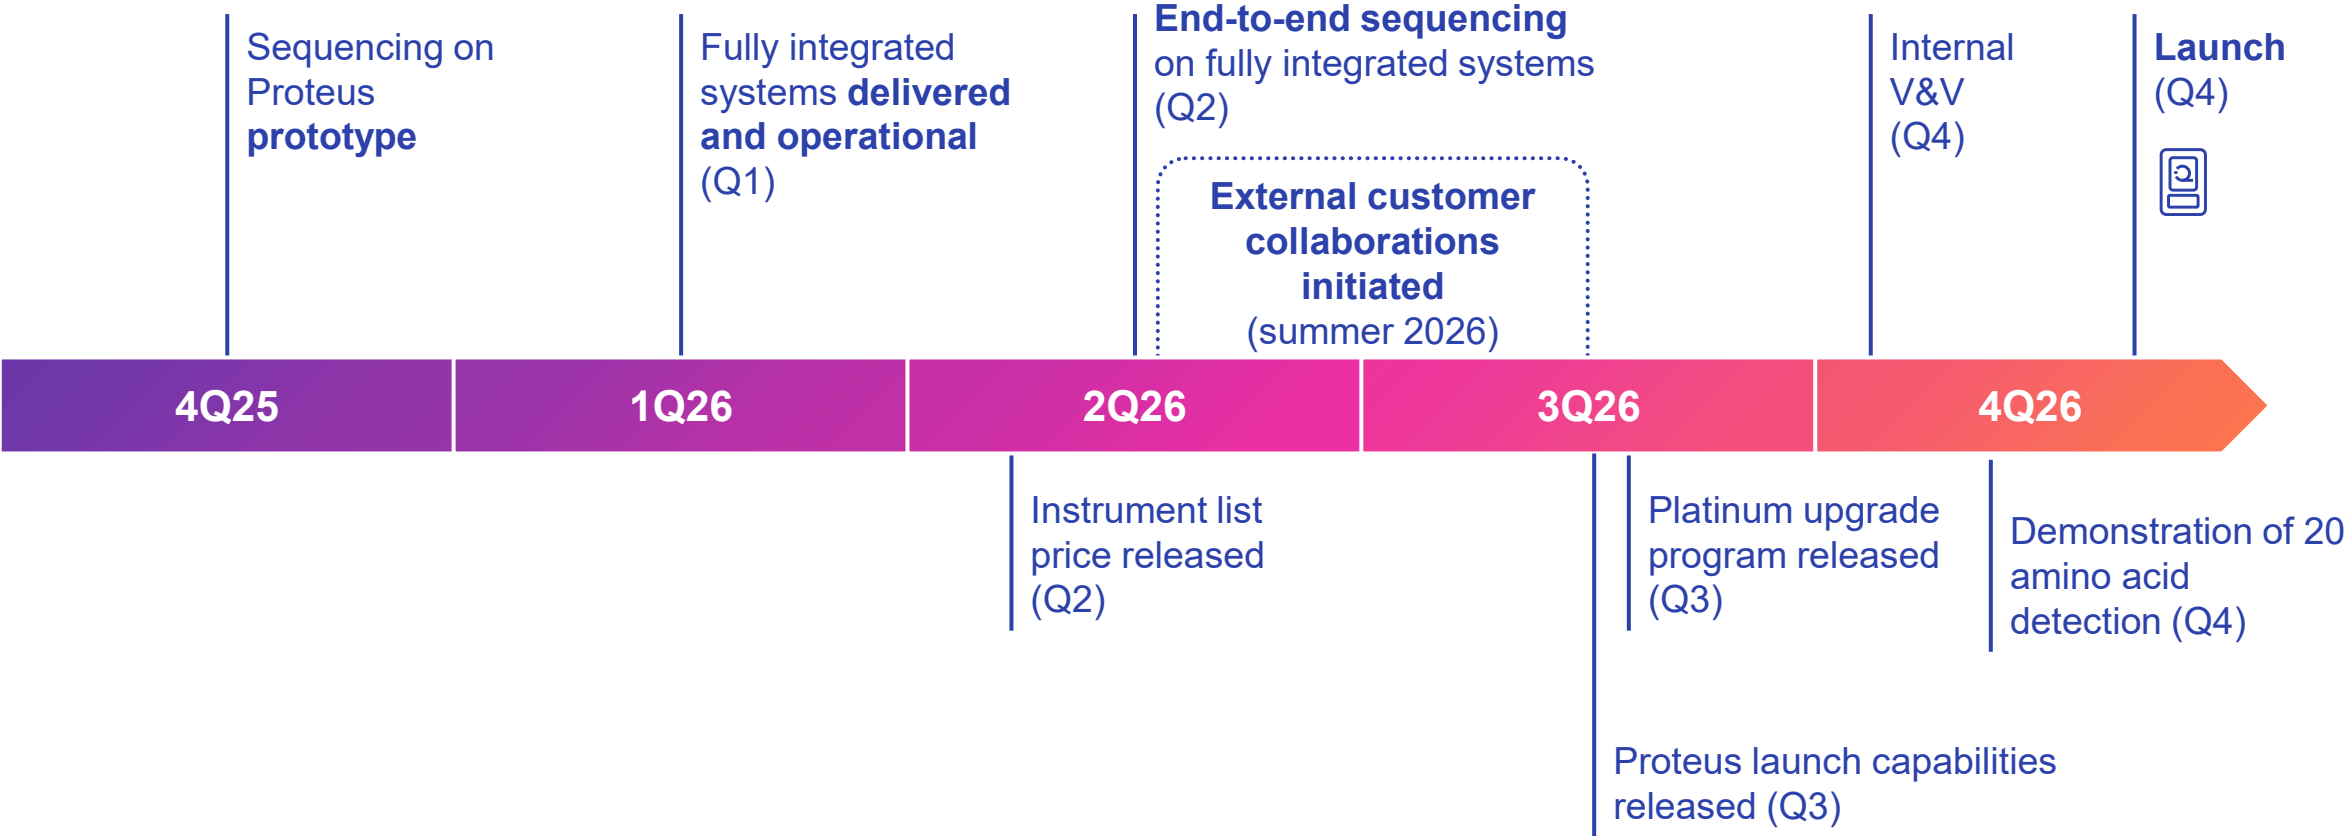 Sequencing on
Proteus
prototype
Fully integrated
systems delivered
and operational
(Q1)
End-to-end sequencing
on fully integrated systems
(Q2)
External customer
collaborations
initiated
(summer 2026)
Internal
V&V
(Q4)
Launch
(Q4)
4Q25
1Q26
2Q26
3Q26
4Q26
Instrument list
price released
(Q2)
Platinum upgrade
program released
(Q3)
Demonstration of 20
amino acid
detection (Q4)
Proteus launch capabilities
released (Q3)